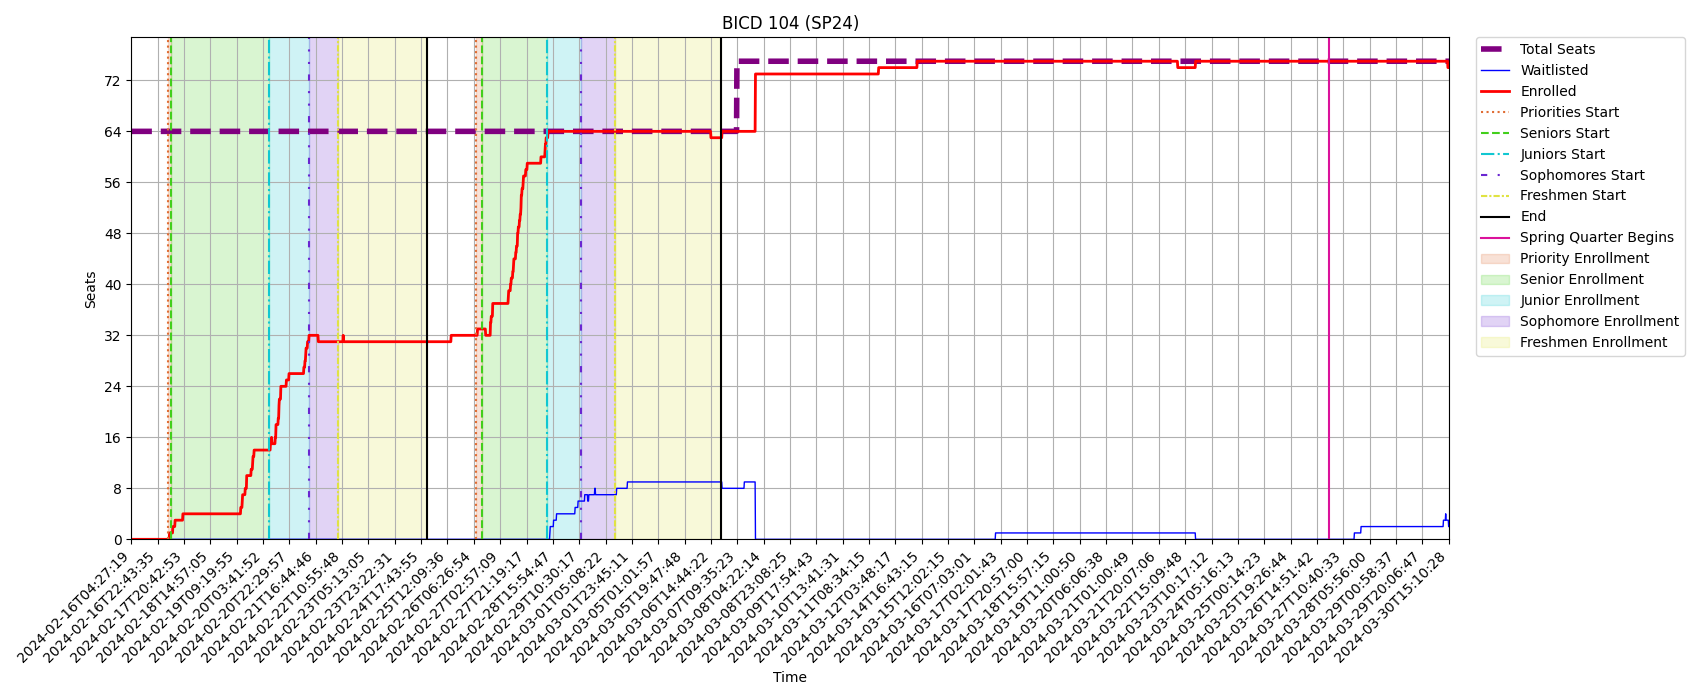 BICD 104 (SP24)
Seats
72
64
56
48
40
32
24
16
8
0
2024-02-16T04:27:19
2024-02-16T22:43:35
2024-02-17T20:42:53
2024-02-18T14:57:05
2024-02-19T09:19:55
2024-02-20T03:41:52
2024-02-20T22:29:57
2024-02-21T16:44:46
2024-02-22T10:55:48
2024-02-23T05:13:05
2024-02-23T23:22:31
2024-02-24T17:43:55
2024-02-25T12:09:36
2024-02-26T06:26:54
2024-02-27T02:57:09
2024-02-27T21:19:17
2024-02-28T15:54:47
2024-02-29T10:30:17
2024-03-01T05:08:22
2024-03-01T23:45:11
2024-03-05T01:01:57
2024-03-05T19:47:48
2024-03-06T14:44:22
2024-03-07T09:35:23
2024-03-08T04:22:14
2024-03-08T23:08:25
2024-03-09T17:54:43
2024-03-10T13:41:31
2024-03-11T08:34:15
2024-03-12T03:48:17
2024-03-14T16:43:15
2024-03-15T12:02:15
2024-03-16T07:03:01
2024-03-17T02:01:43
2024-03-17T20:57:00
2024-03-18T15:57:15
2024-03-19T11:00:50
2024-03-20T06:06:38
2024-03-21T01:00:49
2024-03-21T20:07:06
2024-03-22T15:09:48
2024-03-23T10:17:12
2024-03-24T05:16:13
2024-03-25T00:14:23
2024-03-25T19:26:44
2024-03-26T14:51:42
2024-03-27T10:40:33
2024-03-28T05:56:00
2024-03-29T00:58:37
2024-03-29T20:06:47
2024-03-30T15:10:28
Time
Total Seats
Waitlisted
Enrolled
Priorities Start
Seniors Start
Juniors Start
Sophomores Start
Freshmen Start
End
Spring Quarter Begins
Priority Enrollment
Senior Enrollment
Junior Enrollment
Sophomore Enrollment
Freshmen Enrollment